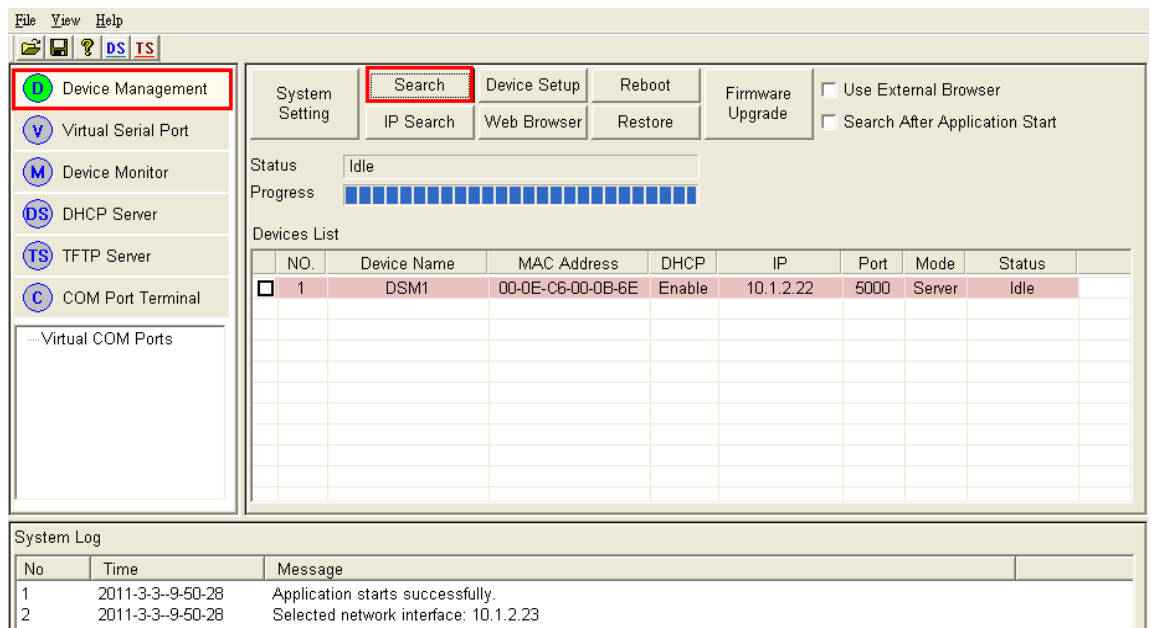 File View Help
DS TS
D Device Management
V Virtual Serial Port
M Device Monitor
DS DHCP Server
TS TFTP Server
C COM Port Terminal
Virtual COM Ports
System Setting
Search Device Setup Reboot
IP Search Web Browser Restore
Firmware Upgrade
Use External Browser
Search After Application Start
Status Idle
Progress
Devices List
NO. Device Name MAC Address DHCP IP Port Mode Status
1 DSM1 00-0E-C6-00-0B-6E Enable 10.1.2.22 5000 Server Idle
System Log
No Time Message
1 2011-3-3--9-50-28 Application starts successfully.
2 2011-3-3--9-50-28 Selected network interface: 10.1.2.23